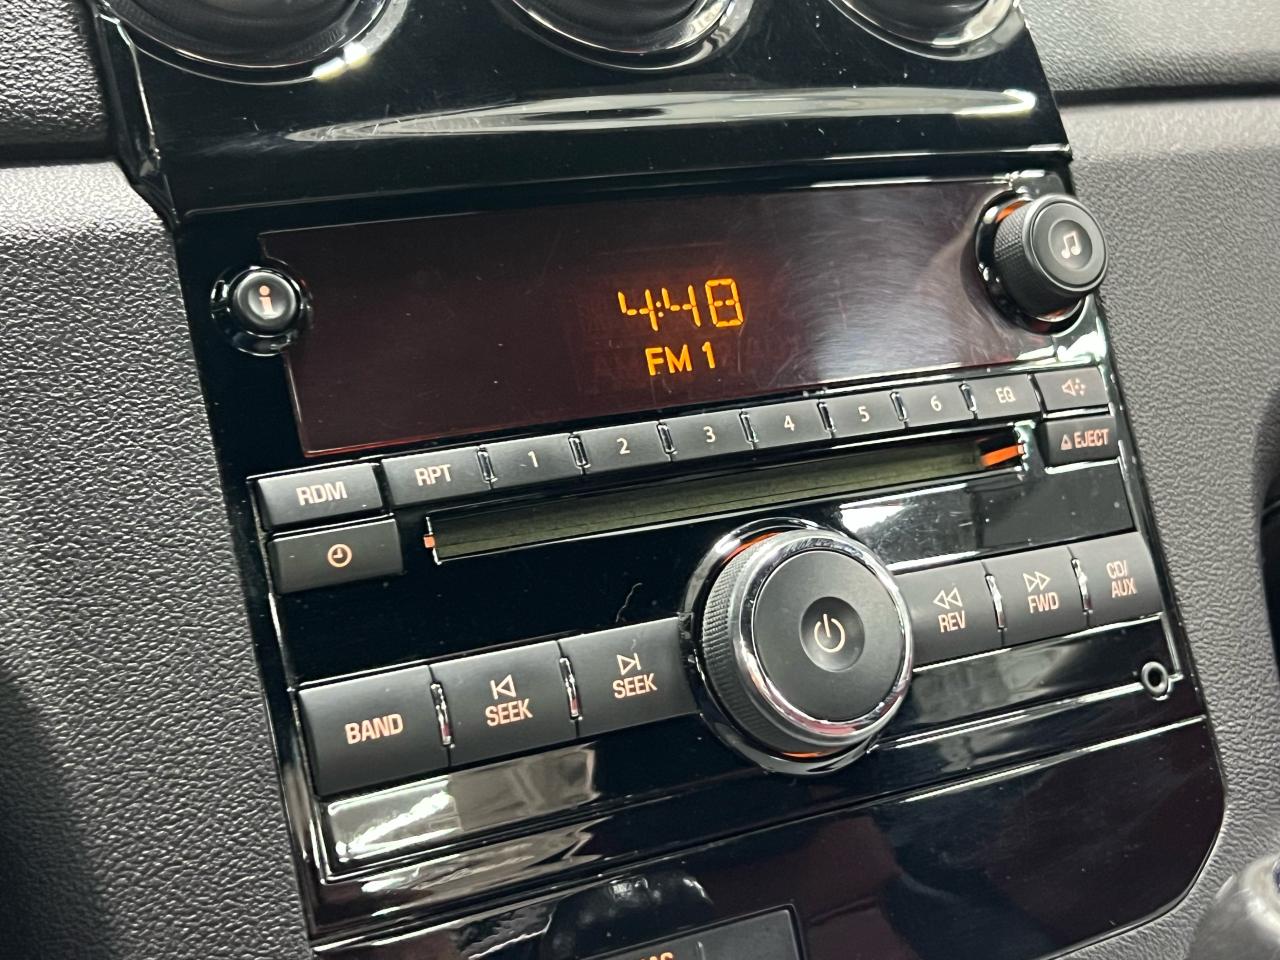 4:48
FM 1
i
RDM
RPT
1
2
3
4
5
6
EQ
EJECT
BAND
SEEK
SEEK
REV
FWD
CD/
AUX